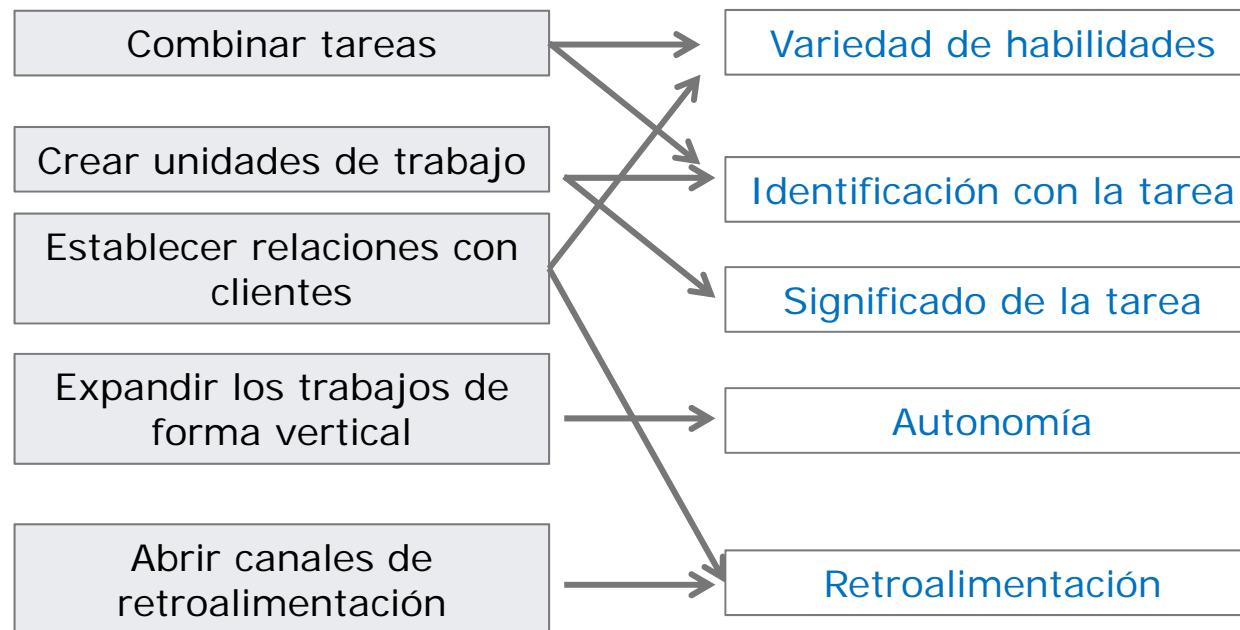 Combinar tareas
Variedad de habilidades
Crear unidades de trabajo
Identificación con la tarea
Establecer relaciones con
clientes
Significado de la tarea
Expandir los trabajos de
forma vertical
Autonomía
Abrir canales de
retroalimentación
Retroalimentación